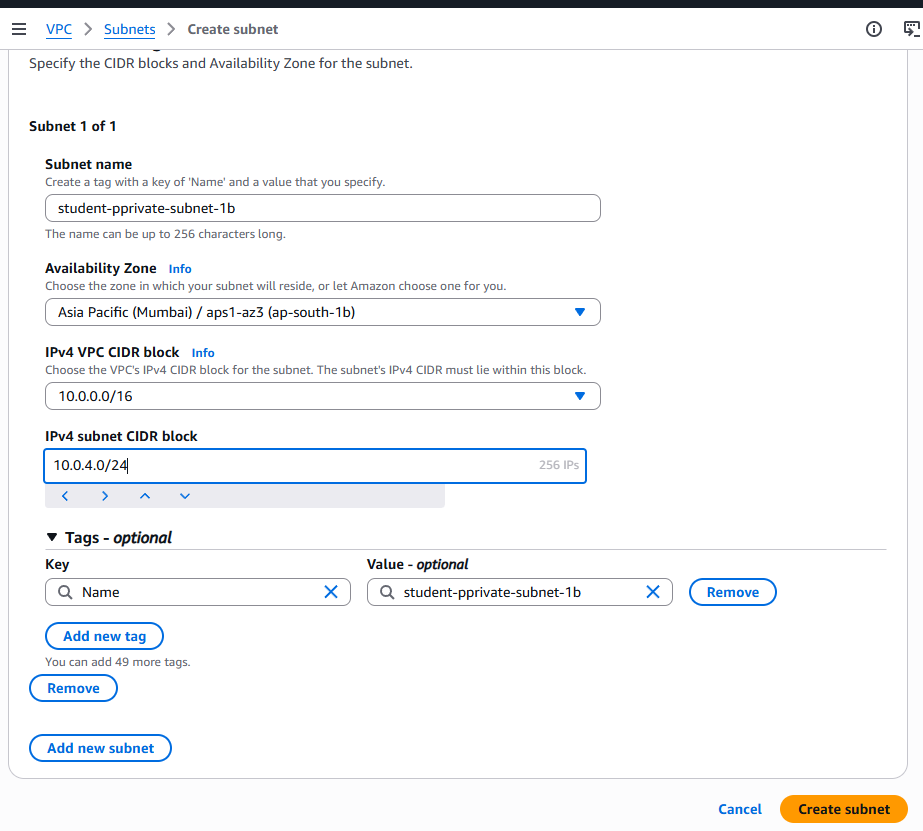 VPC > Subnets > Create subnet
Specify the CIDR blocks and Availability Zone for the subnet.
Subnet 1 of 1
Subnet name
Create a tag with a key of 'Name' and a value that you specify.
student-pprivate-subnet-1b
The name can be up to 256 characters long.
Availability Zone Info
Choose the zone in which your subnet will reside, or let Amazon choose one for you.
Asia Pacific (Mumbai) / aps1-az3 (ap-south-1b)
IPv4 VPC CIDR block Info
Choose the VPC's IPv4 CIDR block for the subnet. The subnet's IPv4 CIDR must lie within this block.
10.0.0.0/16
IPv4 subnet CIDR block
10.0.4.0/24 256 IPs
Tags - optional
Key Value - optional
Name student-pprivate-subnet-1b Remove
Add new tag
You can add 49 more tags.
Remove
Add new subnet
Cancel Create subnet